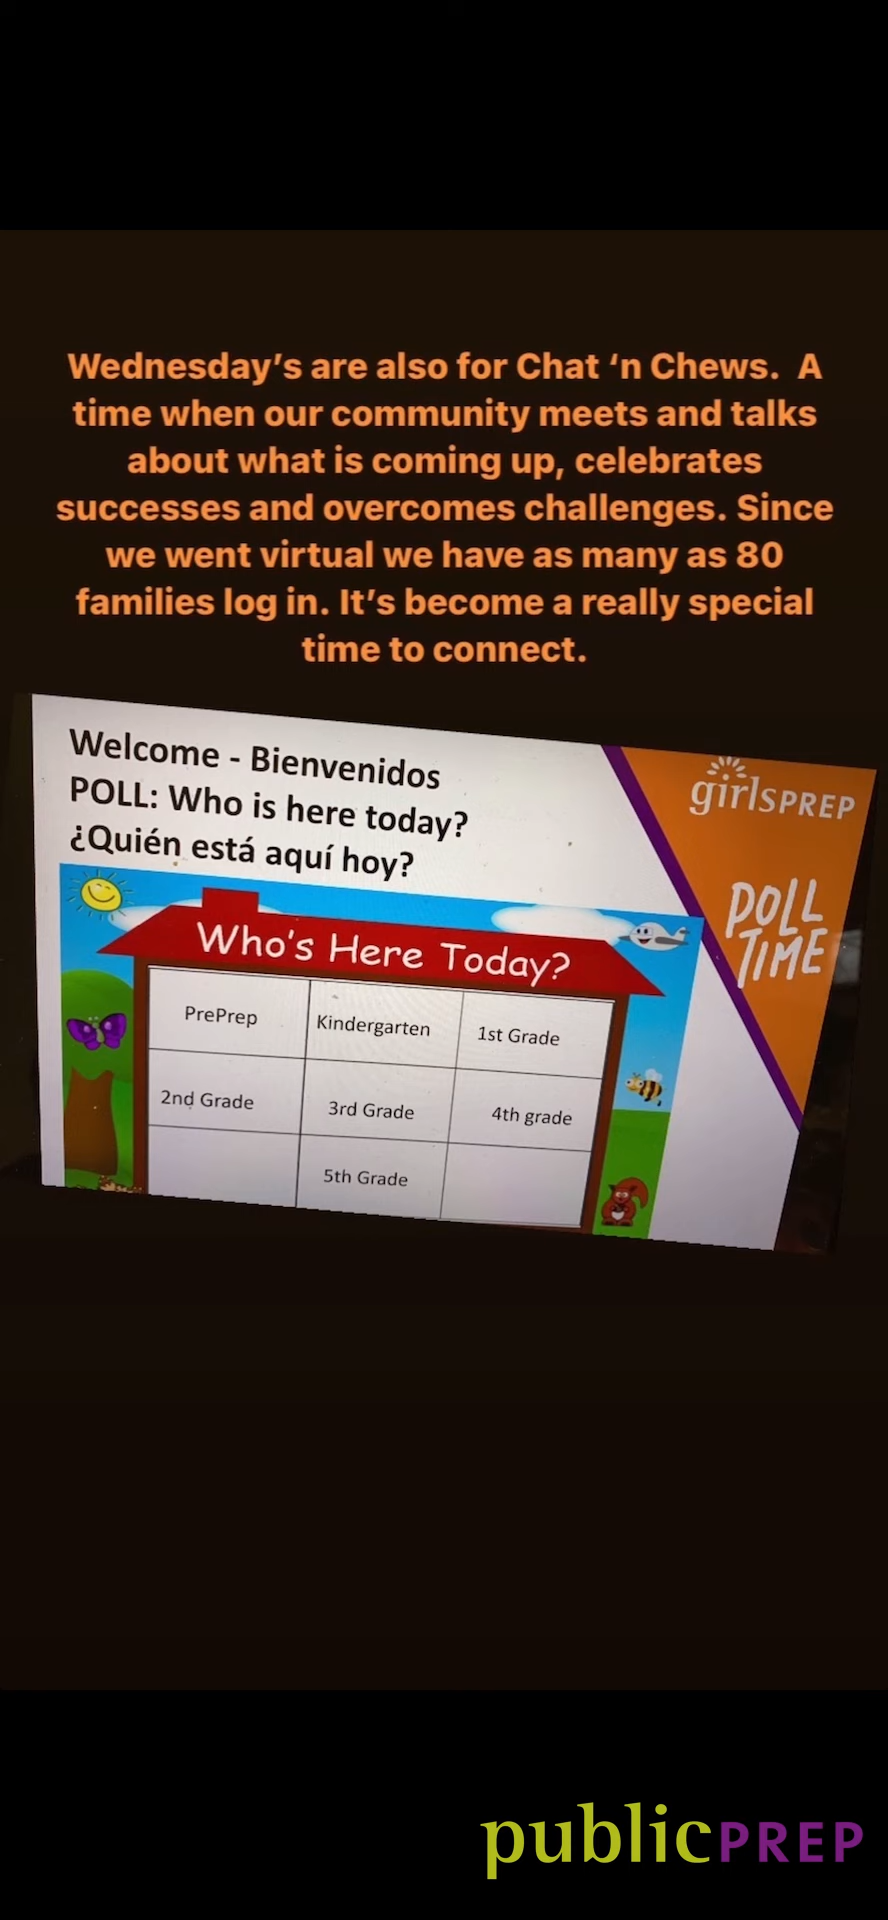 Wednesday’s are also for Chat ‘n Chews.  A
time when our community meets and talks
about what is coming up, celebrates
successes and overcomes challenges. Since
we went virtual we have as many as 80
families log in. It’s become a really special
time to connect.
Welcome - Bienvenidos
POLL: Who is here today?
¿Quién está aquí hoy?
girlsPREP
POLL
TIME
Who's Here Today?
PrePrep Kindergarten 1st Grade
2nd Grade 3rd Grade 4th grade
5th Grade
publicPREP